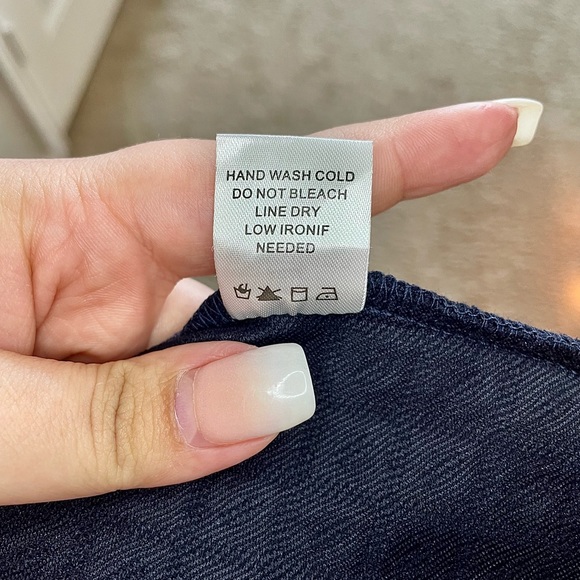 HAND WASH COLD
DO NOT BLEACH
LINE DRY
LOW IRONIF
NEEDED